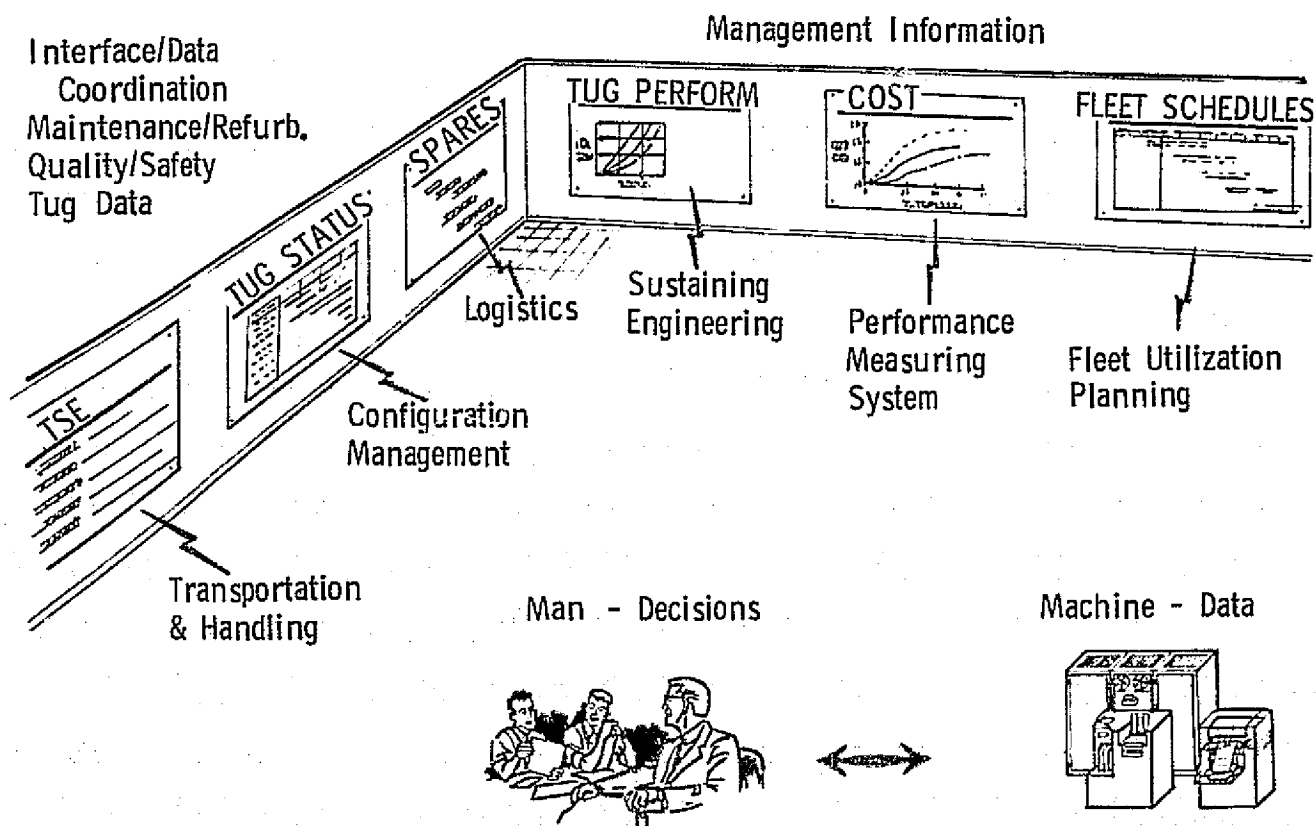 Management Information
Interface/Data
Coordination
Maintenance/Refurb.
Quality/Safety
Tug Data
TSE
TUG STATUS
SPARES
TUG PERFORM
COST
FLEET SCHEDULES
Transportation
& Handling
Configuration
Management
Logistics
Sustaining
Engineering
Performance
Measuring
System
Fleet Utilization
Planning
Man - Decisions
Machine - Data